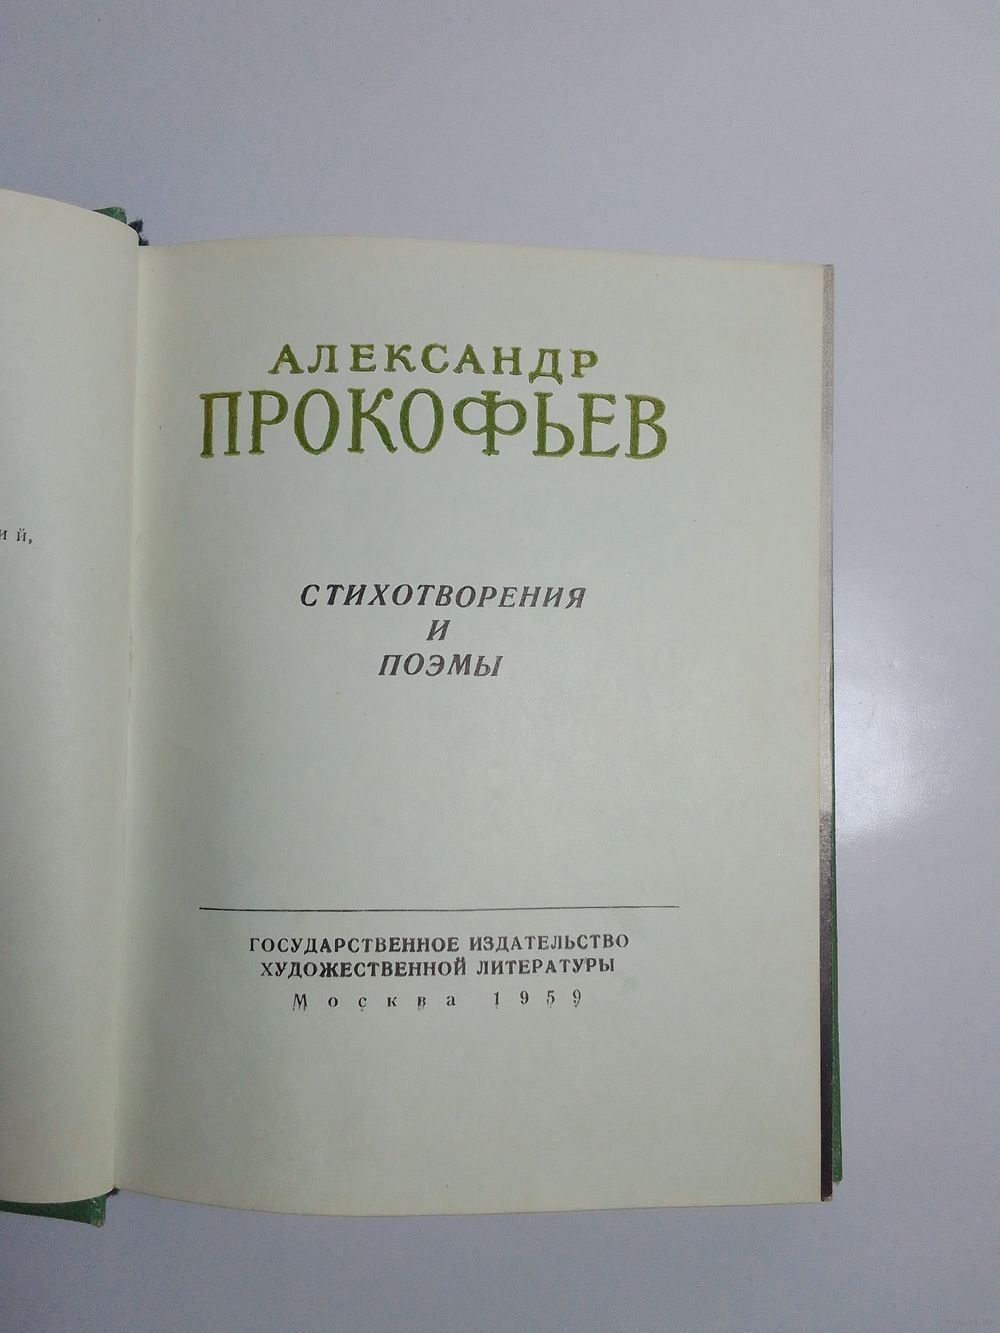 АЛЕКСАНДР
ПРОКОФЬЕВ
СТИХОТВОРЕНИЯ
И
ПОЭМЫ
ГОСУДАРСТВЕННОЕ ИЗДАТЕЛЬСТВО
ХУДОЖЕСТВЕННОЙ ЛИТЕРАТУРЫ
Москва 1959